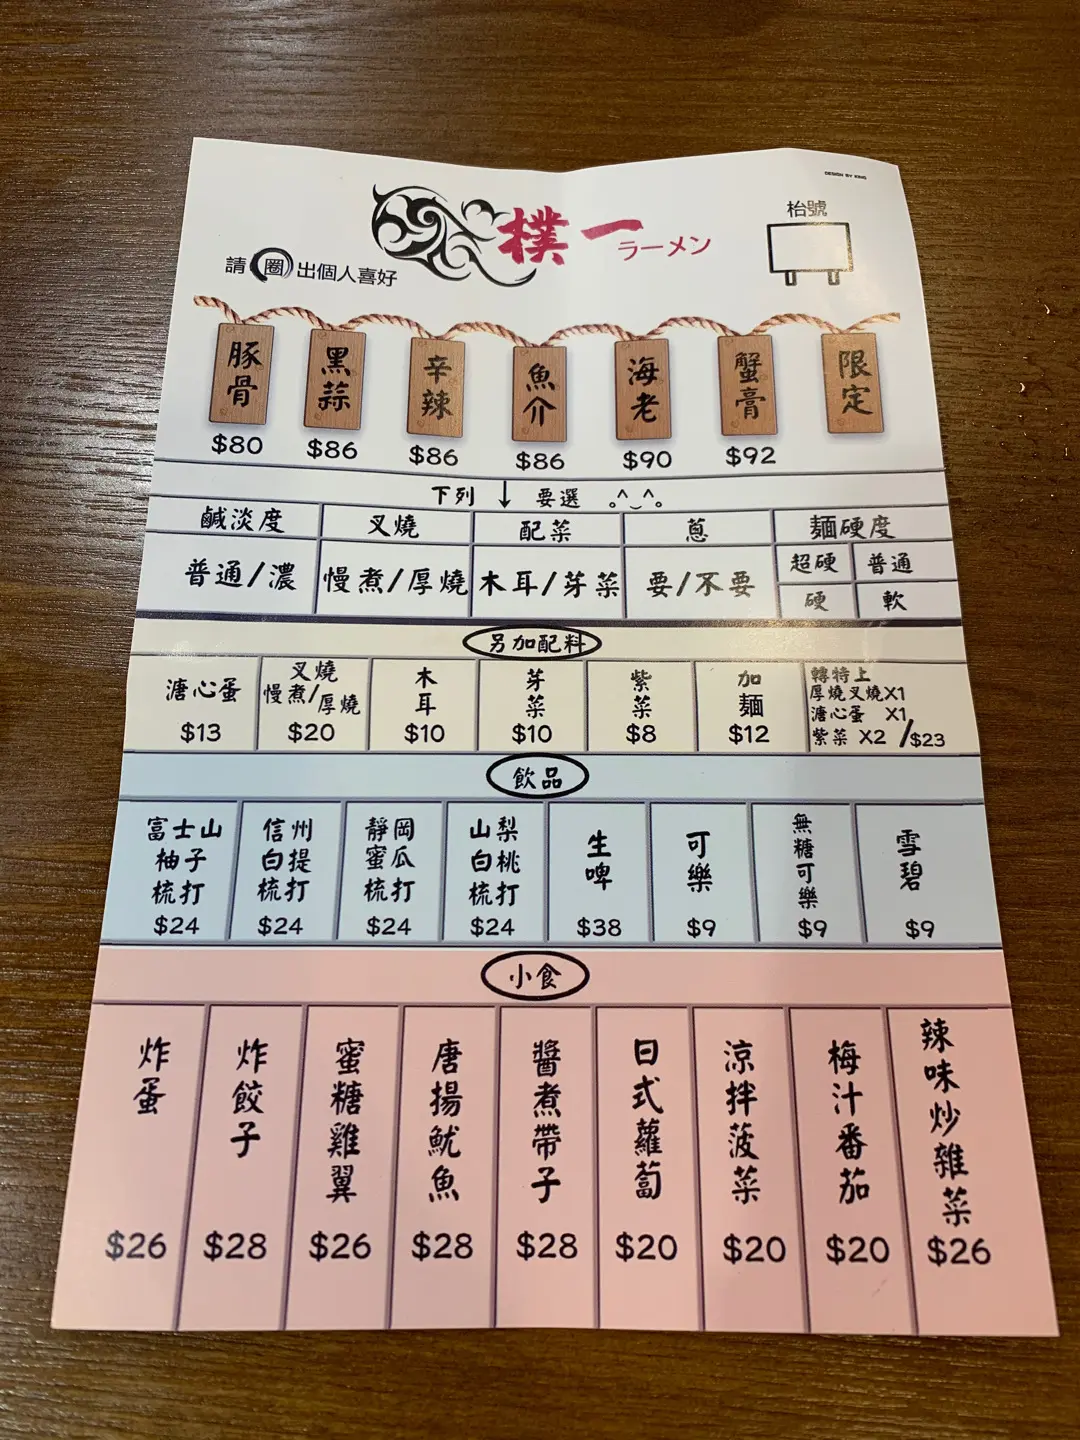 DESIGN BY KING
樸一
ラーメン
枱號
請圈出個人喜好
豚骨 黑蒜 辛辣 魚介 海老 蟹膏 限定
$80 $86 $86 $86 $90 $92
下列 ↓ 要選 。^‿^。
鹹淡度 叉燒 配菜 蔥 麵硬度
普通/濃 慢煮/厚燒 木耳/芽菜 要/不要 超硬 普通
硬 軟
另加配料
溏心蛋
$13
叉燒
慢煮/厚燒
$20
木耳
$10
芽菜
$10
紫菜
$8
加麵
$12
轉特上
厚燒叉燒X1
溏心蛋 X1
紫菜 X2 /$23
飲品
富士山
柚子
梳打
$24
信州
白提
梳打
$24
靜岡
蜜瓜
梳打
$24
山梨
白桃
梳打
$24
生啤
$38
可樂
$9
無糖可樂
$9
雪碧
$9
小食
炸蛋
$26
炸餃子
$28
蜜糖雞翼
$26
唐揚魷魚
$28
醬煮帶子
$28
日式蘿蔔
$20
涼拌菠菜
$20
梅汁番茄
$20
辣味炒雜菜
$26